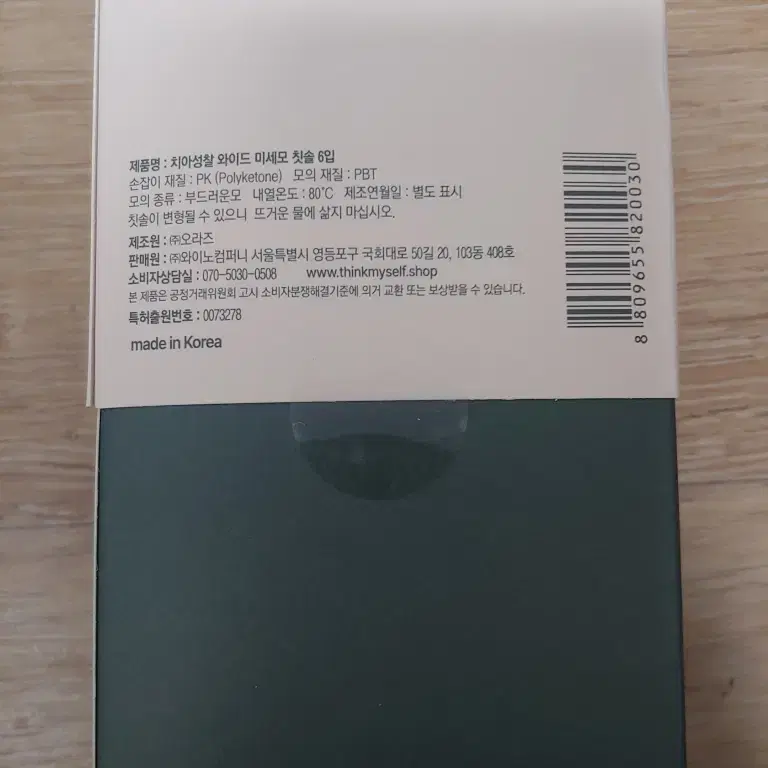 제품명 : 치아성찰 와이드 미세모 칫솔 6입
손잡이 재질 : PK (Polyketone) 모의 재질 : PBT
모의 종류 : 부드러운모 내열온도 : 80℃ 제조연월일 : 별도 표시
칫솔이 변형될 수 있으니 뜨거운 물에 삶지 마십시오.
제조원 : ㈜오라즈
판매원 : ㈜와이노컴퍼니 서울특별시 영등포구 국회대로 50길 20, 103동 408호
소비자상담실 : 070-5030-0508 www.thinkmyself.shop
본 제품은 공정거래위원회 고시 소비자분쟁해결기준에 의거 교환 또는 보상받을 수 있습니다.
특허출원번호 : 0073278
made in Korea
8 809655 820030